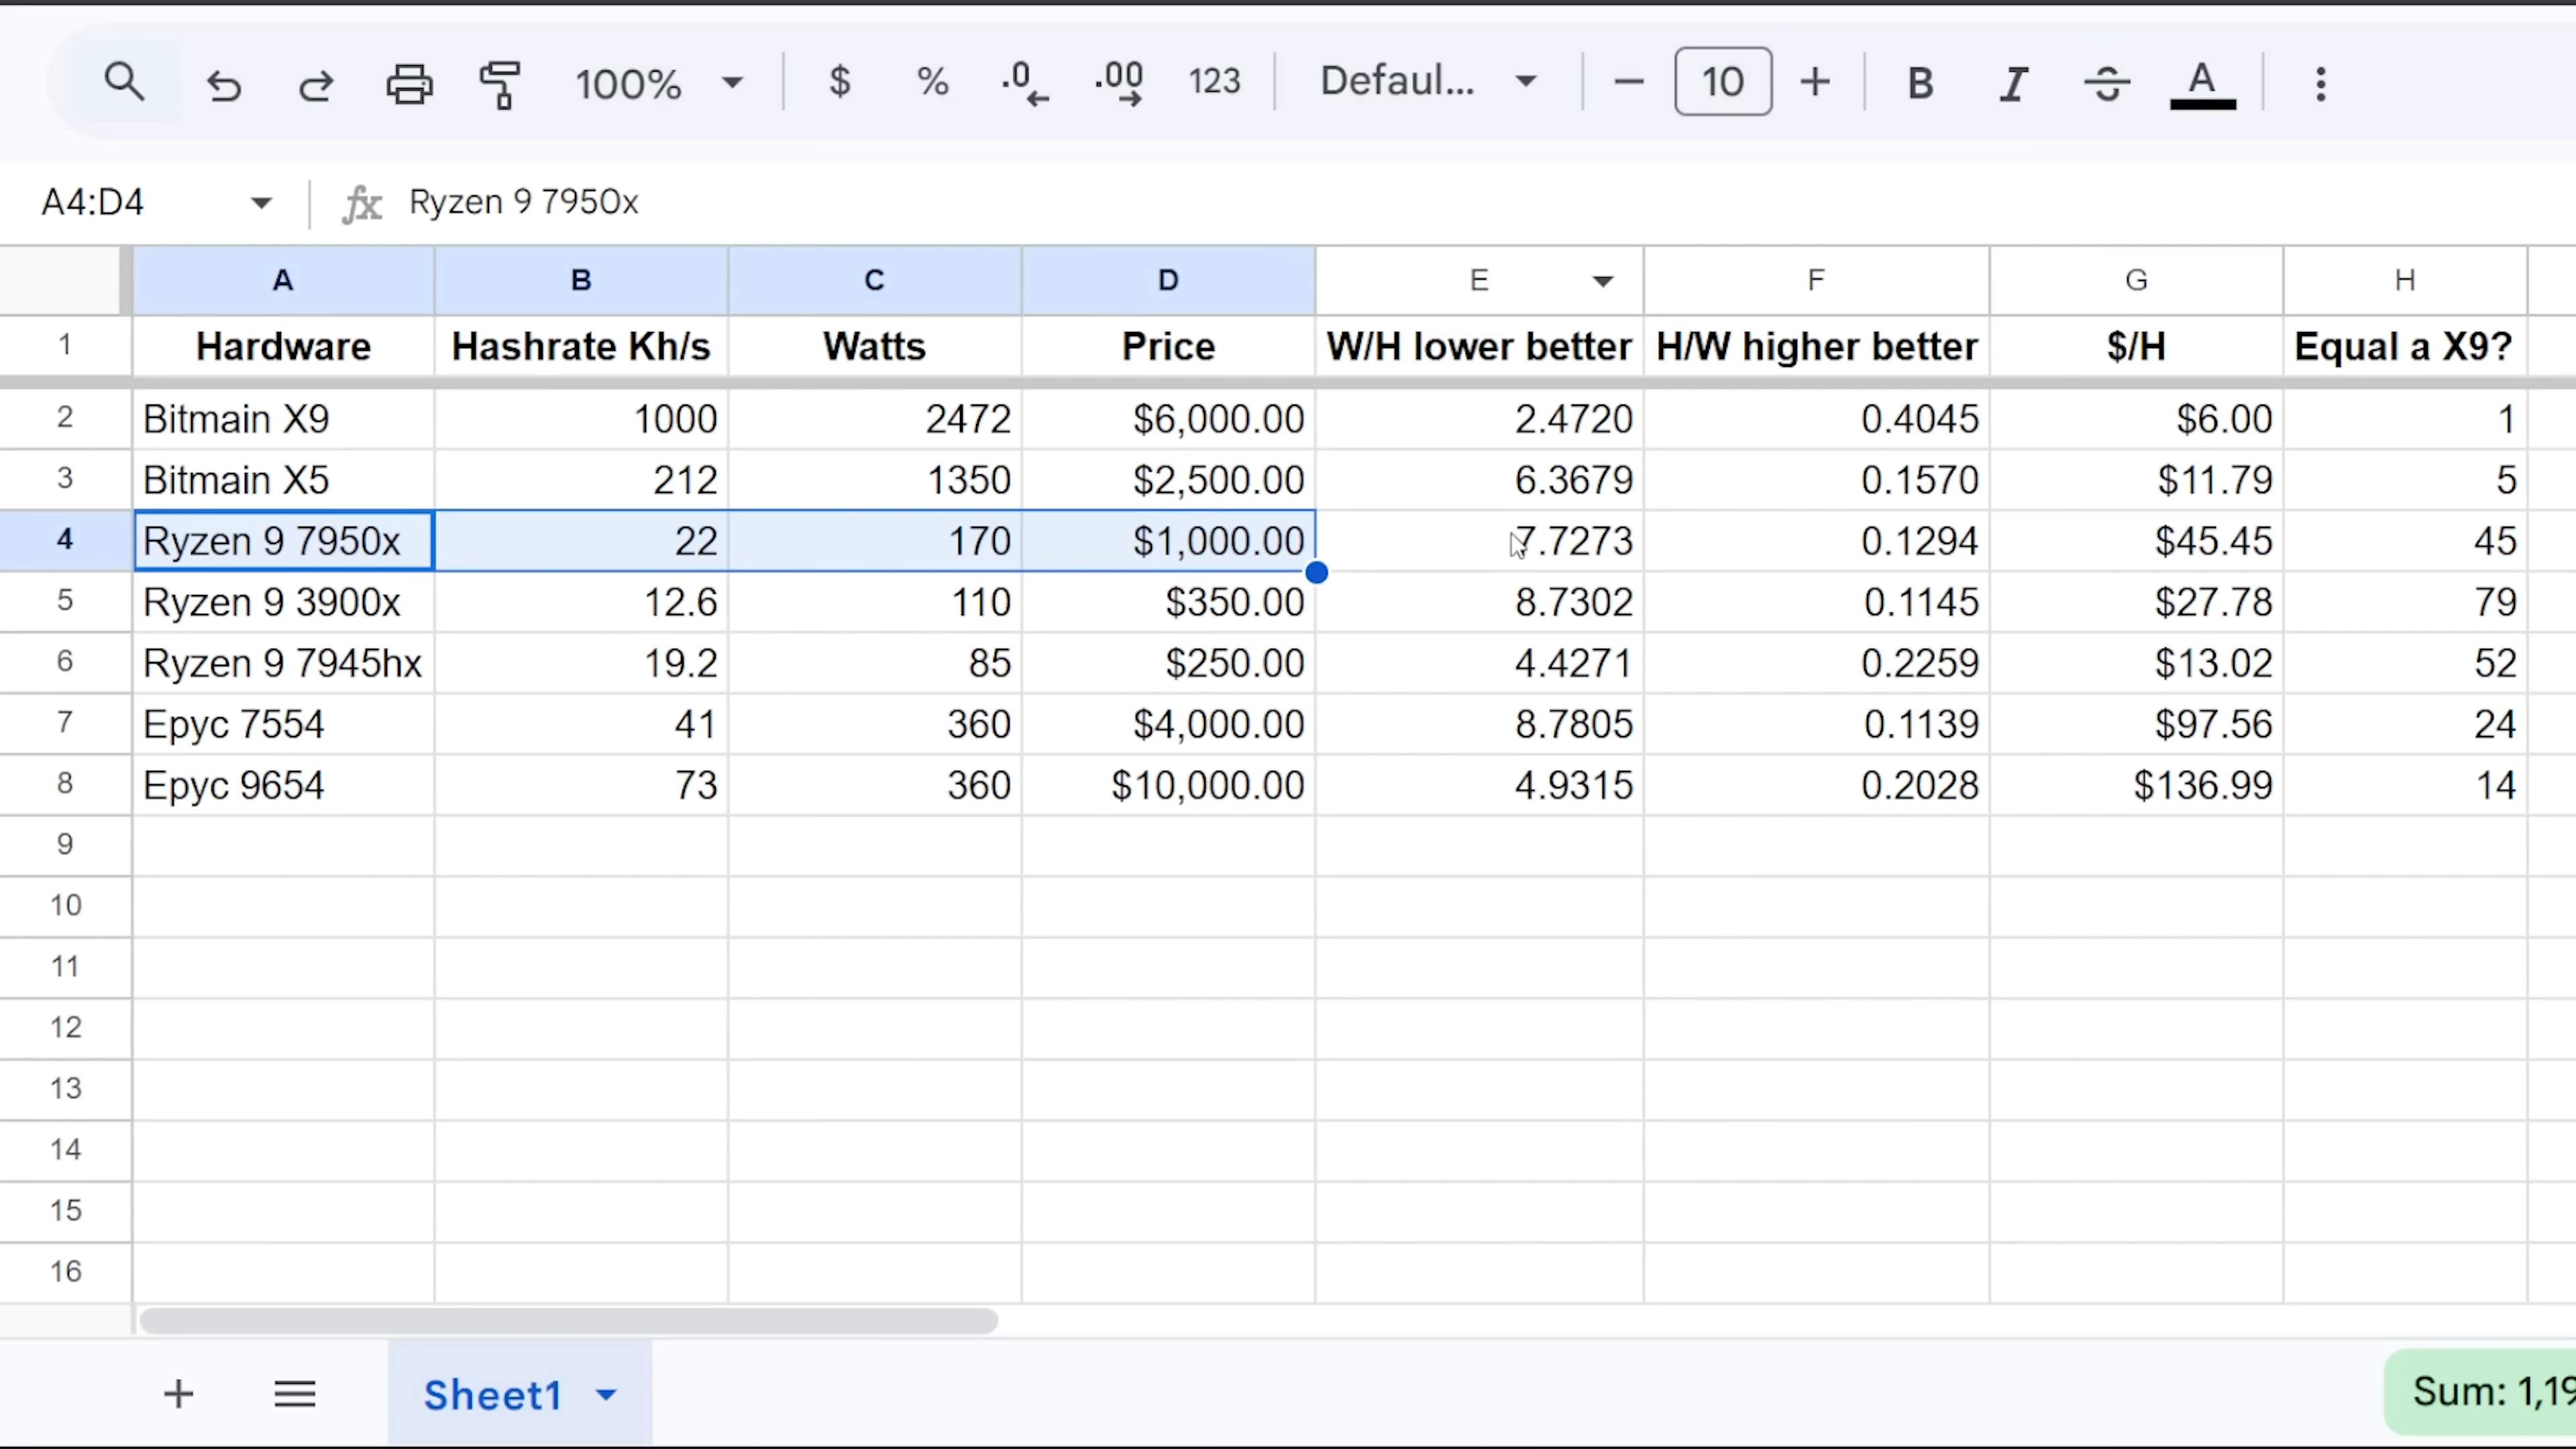 100% $ % .0 .00 123 Defaul... 10 B I S A
A4:D4 fx Ryzen 9 7950x
A B C D E F G H
1 Hardware Hashrate Kh/s Watts Price W/H lower better H/W higher better $/H Equal a X9?
2 Bitmain X9 1000 2472 $6,000.00 2.4720 0.4045 $6.00 1
3 Bitmain X5 212 1350 $2,500.00 6.3679 0.1570 $11.79 5
4 Ryzen 9 7950x 22 170 $1,000.00 7.7273 0.1294 $45.45 45
5 Ryzen 9 3900x 12.6 110 $350.00 8.7302 0.1145 $27.78 79
6 Ryzen 9 7945hx 19.2 85 $250.00 4.4271 0.2259 $13.02 52
7 Epyc 7554 41 360 $4,000.00 8.7805 0.1139 $97.56 24
8 Epyc 9654 73 360 $10,000.00 4.9315 0.2028 $136.99 14
9
10
11
12
13
14
15
16
Sheet1 Sum: 1,19